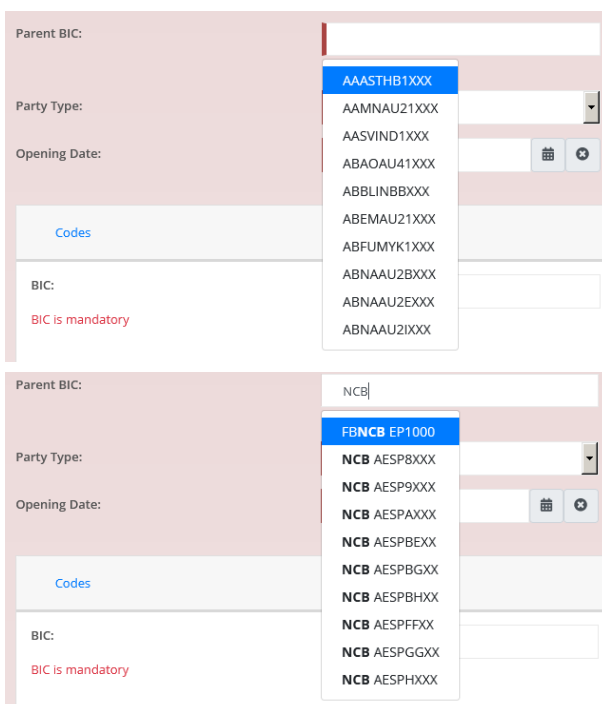 Parent BIC:
AAASTHB1XXX
AAMNAU21XXX
Party Type:
AASVIND1XXX
Opening Date:
ABAOAU41XXX
ABBLINBBXXX
ABEMAU21XXX
Codes
ABFUMYK1XXX
ABNAAU2BXXX
BIC:
ABNAAU2EXXX
BIC is mandatory
ABNAAU2IXXX
Parent BIC:
NCB
FBNCB EP1000
Party Type:
NCB AESP8XXX
NCB AESP9XXX
Opening Date:
NCB AESPAXXX
NCB AESPBEXX
NCB AESPBGXX
Codes
NCB AESPBHXX
NCB AESPFFXX
BIC:
NCB AESPGGXX
BIC is mandatory
NCB AESPHXXX